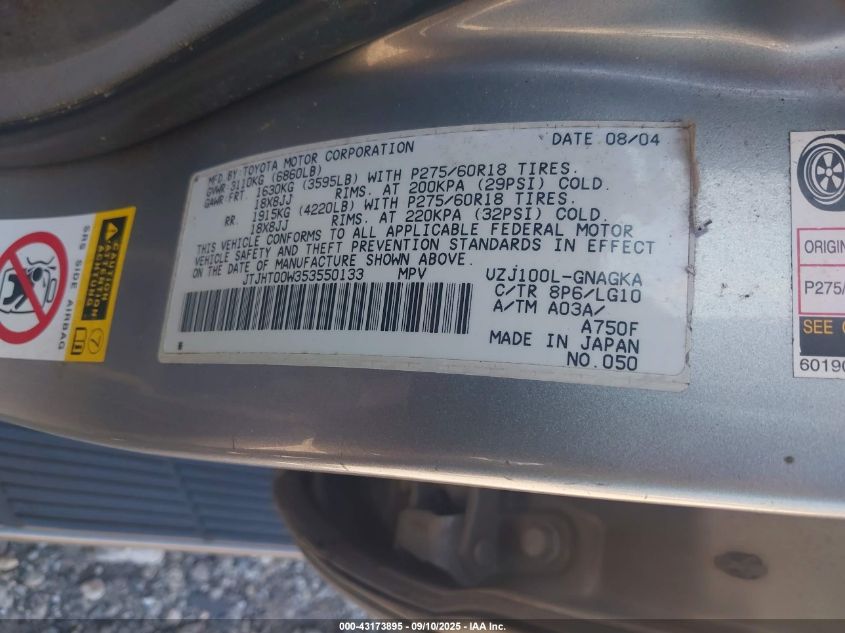 MFD BY TOYOTA MOTOR CORPORATION DATE 08/04
GVWR 3110KG (6860LB)
GAWR-FRT 1630KG (3595LB) WITH P275/60R18 TIRES.
18X8JJ RIMS. AT 200KPA (29PSI) COLD.
RR. 1915KG (4220LB) WITH P275/60R18 TIRES.
18X8JJ RIMS. AT 220KPA (32PSI) COLD.
THIS VEHICLE CONFORMS TO ALL APPLICABLE FEDERAL MOTOR
VEHICLE SAFETY AND THEFT PREVENTION STANDARDS IN EFFECT
ON THE DATE OF MANUFACTURE SHOWN ABOVE.
JTJHT00W353550133 MPV UZJ100L-GNAGKA
C/TR 8P6/LG10
A/TM A03A/
A750F
MADE IN JAPAN
NO.050
CAUTION
ACHTUNG
SRS SIDE AIRBAG
7
ORIGIN
P275/
SEE
60190
000-43173895 - 09/10/2025 - IAA Inc.